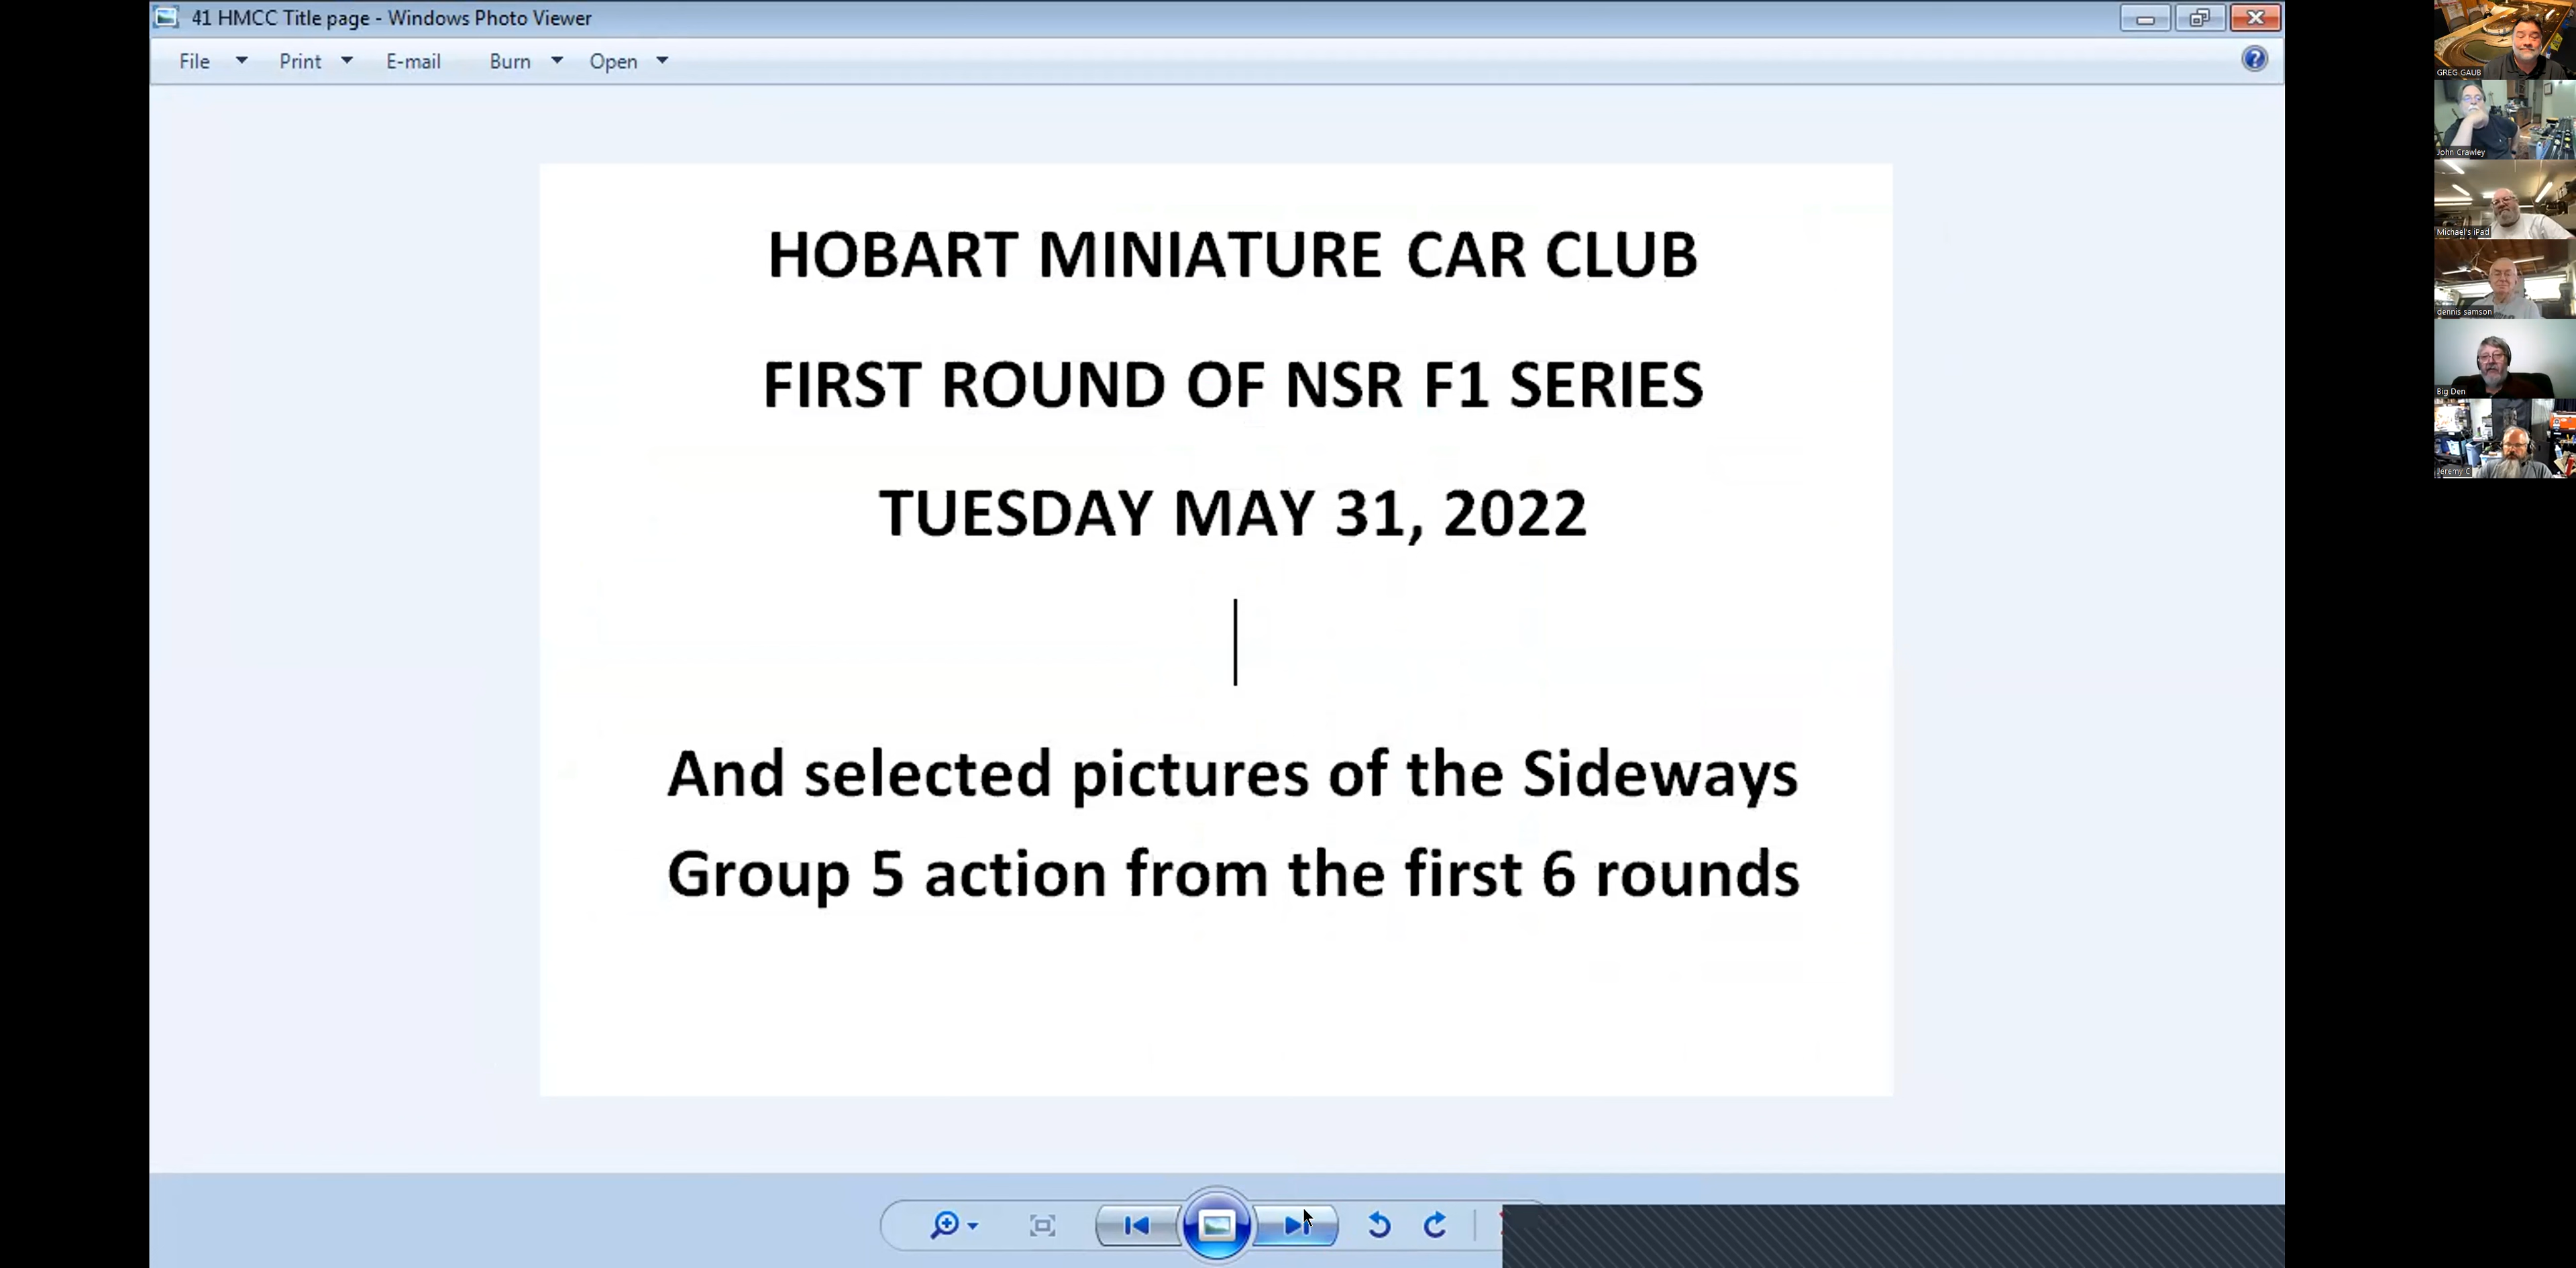 41 HMCC Title page - Windows Photo Viewer
File Print E-mail Burn Open
HOBART MINIATURE CAR CLUB
FIRST ROUND OF NSR F1 SERIES
TUESDAY MAY 31, 2022
And selected pictures of the Sideways
Group 5 action from the first 6 rounds
GREG GAUB
John Crawley
Michael's iPad
dennis samson
Big Den
Jeremy C